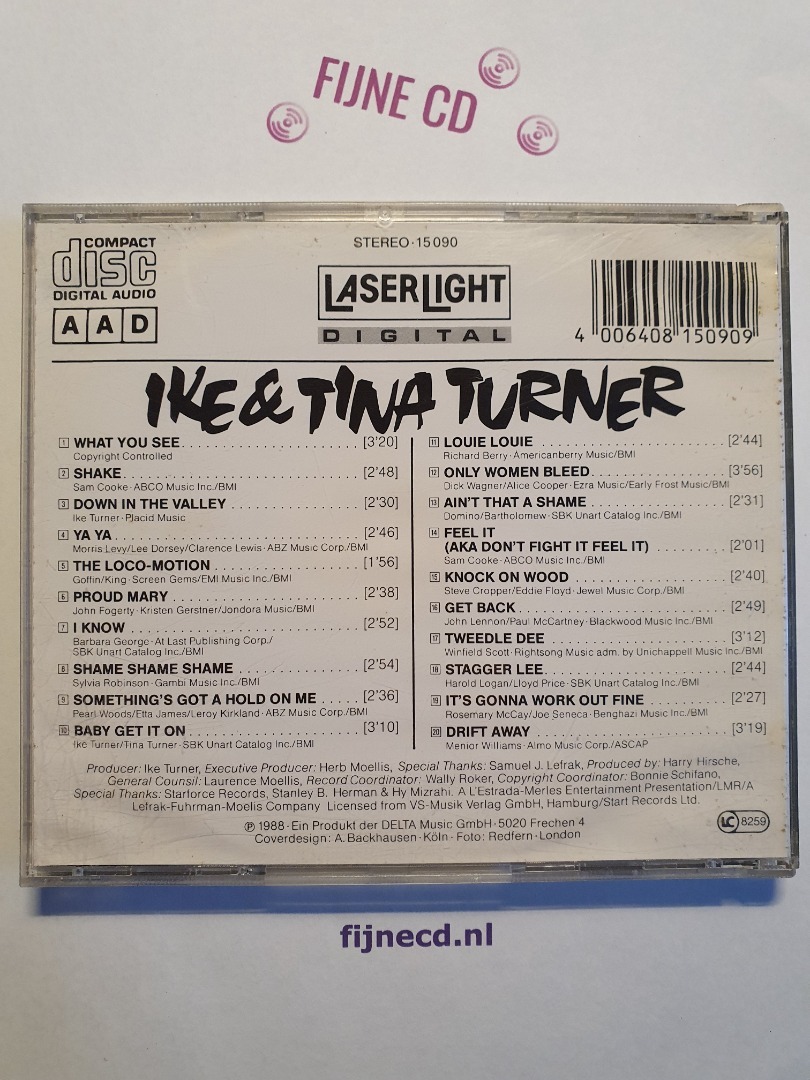 FIJNE CD
COMPACT
disc
DIGITAL AUDIO
AAD
STEREO·15 090
LASERLIGHT
DIGITAL
4 006408 150909
IKE & TINA TURNER
1 WHAT YOU SEE [3'20]
Copyright Controlled
2 SHAKE [2'48]
Sam Cooke·ABCO Music Inc./BMI
3 DOWN IN THE VALLEY [2'30]
Ike Turner·Placid Music
4 YA YA [2'46]
Morris Levy/Lee Dorsey/Clarence Lewis·ABZ Music Corp./BMI
5 THE LOCO-MOTION [1'56]
Goffin/King·Screen Gems/EMI Music Inc./BMI
6 PROUD MARY [2'38]
John Fogerty·Kristen Gerstner/Jondora Music/BMI
7 I KNOW [2'52]
Barbara George·At Last Publishing Corp./
SBK Unart Catalog Inc./BMI
8 SHAME SHAME SHAME [2'54]
Sylvia Robinson·Gambi Music Inc./BMI
9 SOMETHING'S GOT A HOLD ON ME [2'36]
Pearl Woods/Etta James/Leroy Kirkland·ABZ Music Corp./BMI
10 BABY GET IT ON [3'10]
Ike Turner/Tina Turner·SBK Unart Catalog Inc./BMI
11 LOUIE LOUIE [2'44]
Richard Berry·Americanberry Music/BMI
12 ONLY WOMEN BLEED [3'56]
Dick Wagner/Alice Cooper·Ezra Music/Early Frost Music/BMI
13 AIN'T THAT A SHAME [2'31]
Domino/Bartholomew·SBK Unart Catalog Inc./BMI
14 FEEL IT
(AKA DON'T FIGHT IT FEEL IT) [2'01]
Sam Cooke·ABCO Music Inc./BMI
15 KNOCK ON WOOD [2'40]
Steve Cropper/Eddie Floyd·Jewel Music Corp./BMI
16 GET BACK [2'49]
John Lennon/Paul McCartney·Blackwood Music Inc./BMI
17 TWEEDLE DEE [3'12]
Winfield Scott·Rightsong Music adm. by Unichappell Music Inc./BMI
18 STAGGER LEE [2'44]
Harold Logan/Lloyd Price·SBK Unart Catalog Inc./BMI
19 IT'S GONNA WORK OUT FINE [2'27]
Rosemary McCay/Joe Seneca·Benghazi Music Inc./BMI
20 DRIFT AWAY [3'19]
Menior Williams·Almo Music Corp./ASCAP
Producer: Ike Turner, Executive Producer: Herb Moellis, Special Thanks: Samuel J. Lefrak, Produced by: Harry Hirsche,
General Counsil: Laurence Moellis, Record Coordinator: Wally Roker, Copyright Coordinator: Bonnie Schifano,
Special Thanks: Starforce Records, Stanley B. Herman & Hy Mizrahi. A L'Estrada-Merles Entertainment Presentation/LMR/A
Lefrak-Fuhrman-Moelis Company Licensed from VS-Musik Verlag GmbH, Hamburg/Start Records Ltd.
℗ 1988·Ein Produkt der DELTA Music GmbH·5020 Frechen 4
Coverdesign: A. Backhausen·Köln·Foto: Redfern·London
LC 8259
fijnecd.nl